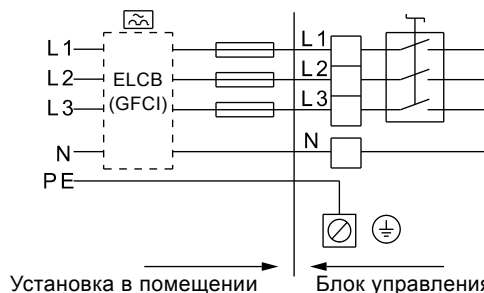 L1
L2
L3
N
PE
ELCB
(GFCI)
L1
L2
L3
N
Установка в помещении
Блок управления